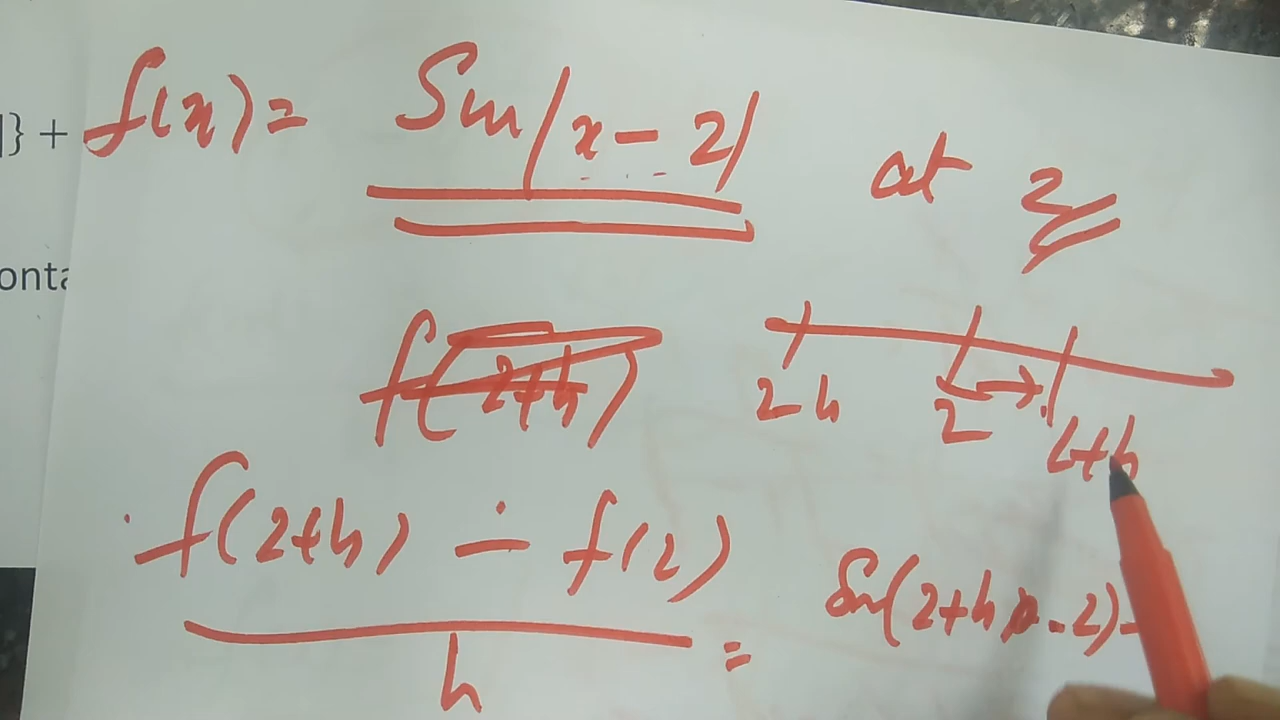 |} + f(x) = Sin|x - 2| at 2
f(2+h)
2-h 2 2+h
f(2+h) - f(2)
h
= Sin(2+h - 2) -